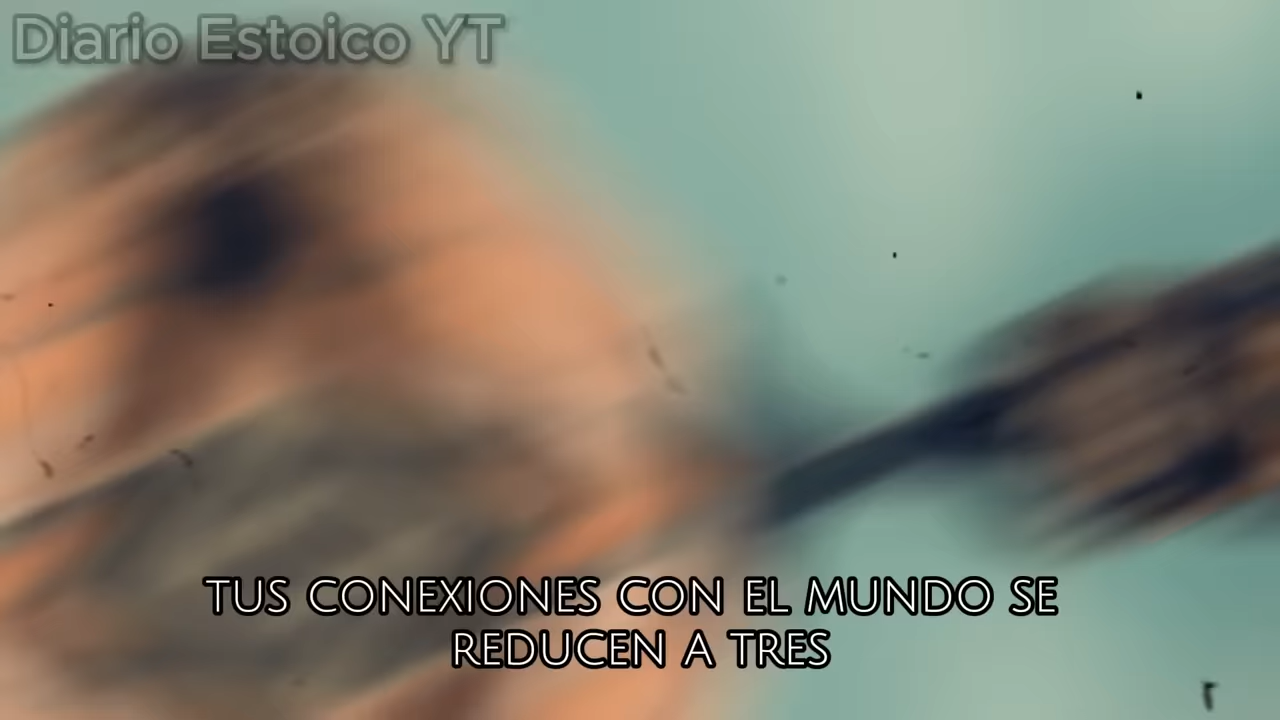 Diario Estoico YT
TUS CONEXIONES CON EL MUNDO SE
REDUCEN A TRES